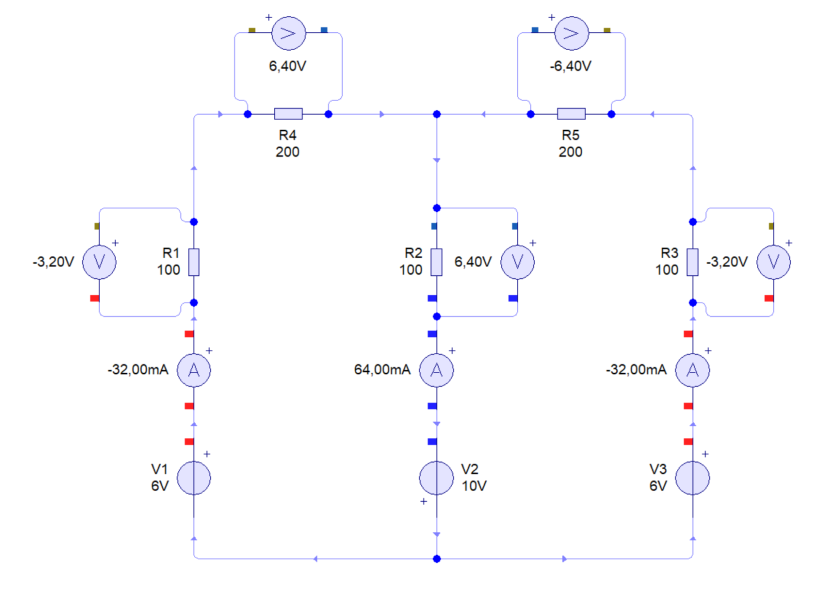 +
+
6,40V
-6,40V
R4
200
R5
200
+
+
+
-3,20V
V
R1
100
R2
100
6,40V
V
R3
100
-3,20V
V
+
+
+
-32,00mA
A
64,00mA
A
-32,00mA
A
+
+
V1
6V
V2
10V
V3
6V
+